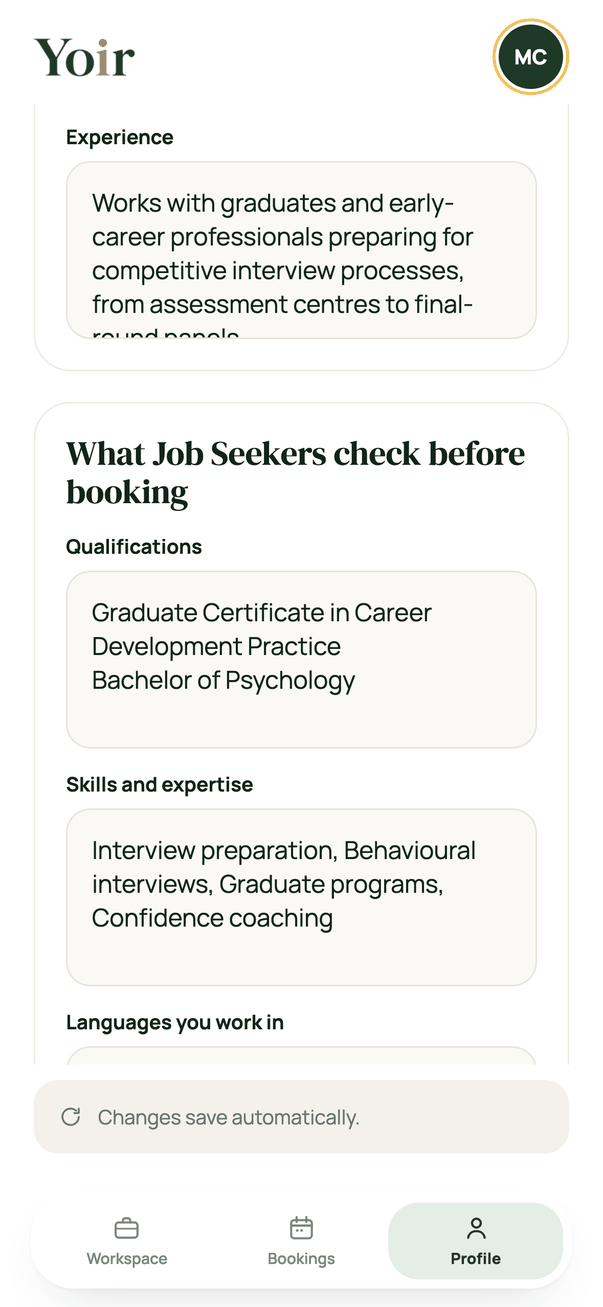 Yoir
MC
Experience
Works with graduates and early-
career professionals preparing for
competitive interview processes,
from assessment centres to final-
round panels
What Job Seekers check before
booking
Qualifications
Graduate Certificate in Career
Development Practice
Bachelor of Psychology
Skills and expertise
Interview preparation, Behavioural
interviews, Graduate programs,
Confidence coaching
Languages you work in
Changes save automatically.
Workspace
Bookings
Profile